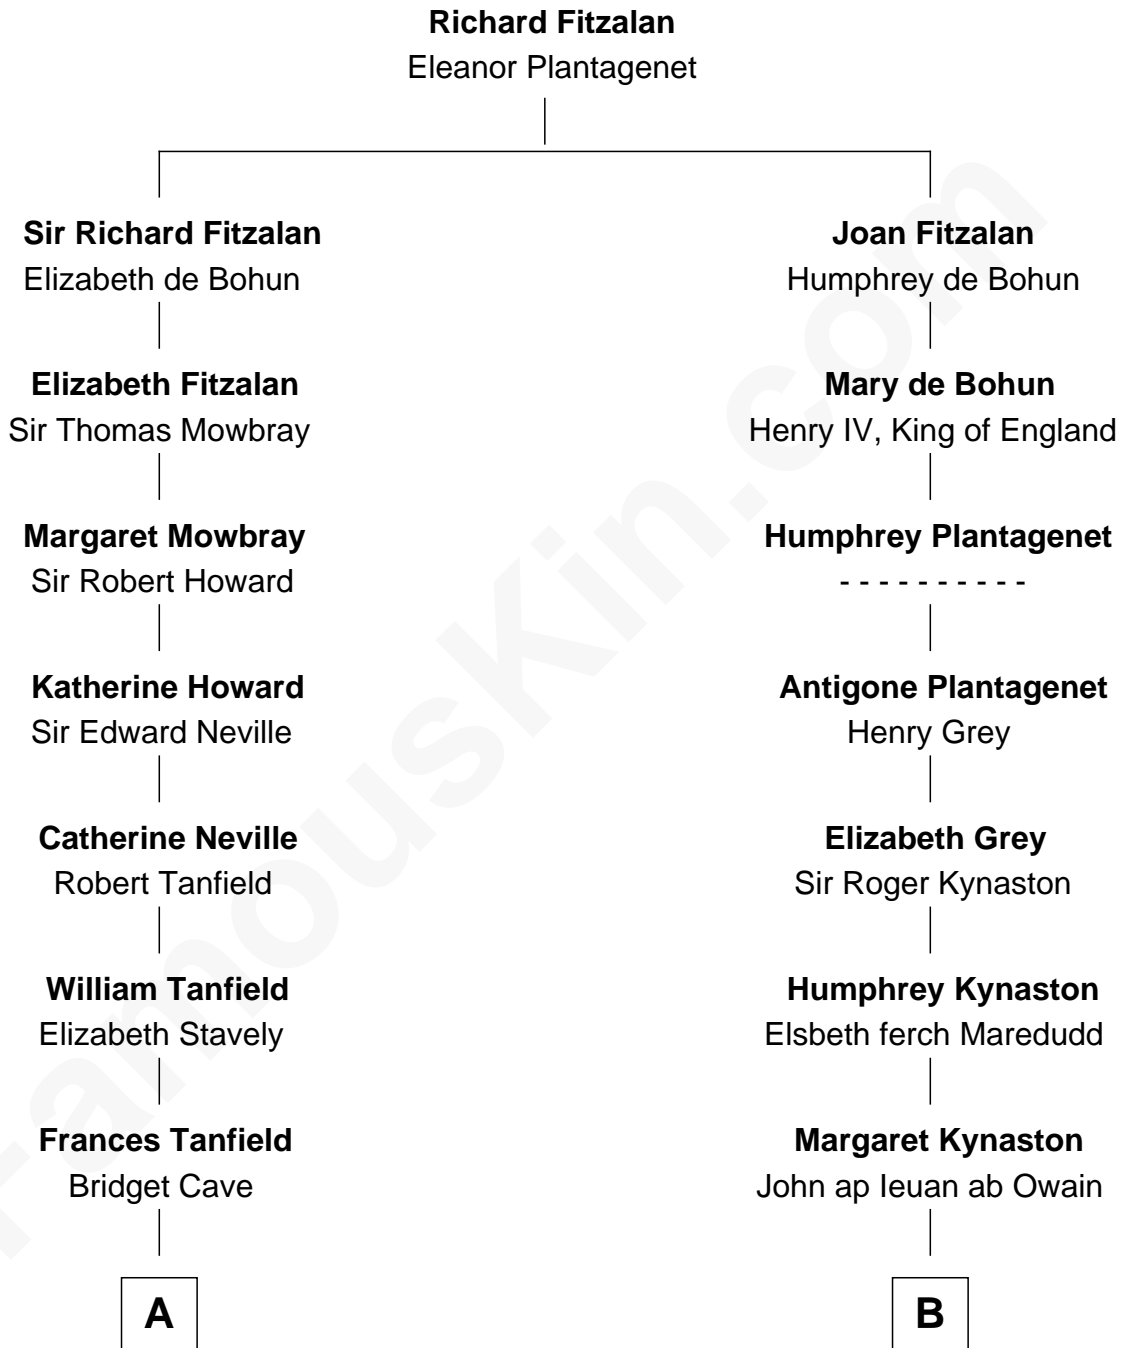 Richard Fitzalan
Eleanor Plantagenet
Sir Richard Fitzalan
Elizabeth de Bohun
Elizabeth Fitzalan
Sir Thomas Mowbray
Margaret Mowbray
Sir Robert Howard
Katherine Howard
Sir Edward Neville
Catherine Neville
Robert Tanfield
William Tanfield
Elizabeth Stavely
Frances Tanfield
Bridget Cave
A
Joan Fitzalan
Humphrey de Bohun
Mary de Bohun
Henry IV, King of England
Humphrey Plantagenet
- - - - - - - - - -
Antigone Plantagenet
Henry Grey
Elizabeth Grey
Sir Roger Kynaston
Humphrey Kynaston
Elsbeth ferch Maredudd
Margaret Kynaston
John ap Ieuan ab Owain
B
FamousKin.com